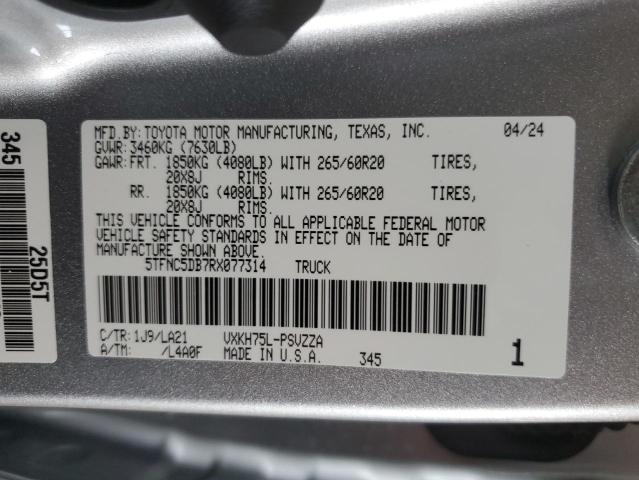 MFD. BY: TOYOTA MOTOR MANUFACTURING, TEXAS, INC. 04/24
GVWR: 3460KG (7630LB)
GAWR: FRT. 1850KG (4080LB) WITH 265/60R20 TIRES,
20X8J RIMS.
RR. 1850KG (4080LB) WITH 265/60R20 TIRES,
20X8J RIMS.
THIS VEHICLE CONFORMS TO ALL APPLICABLE FEDERAL MOTOR
VEHICLE SAFETY STANDARDS IN EFFECT ON THE DATE OF
MANUFACTURE SHOWN ABOVE.
5TFNC5DB7RX077314 TRUCK
C/TR: 1J9/LA21 VXKH75L-PSVZZA
A/TM: /L4A0F MADE IN U.S.A. 345 1
345
25D5T